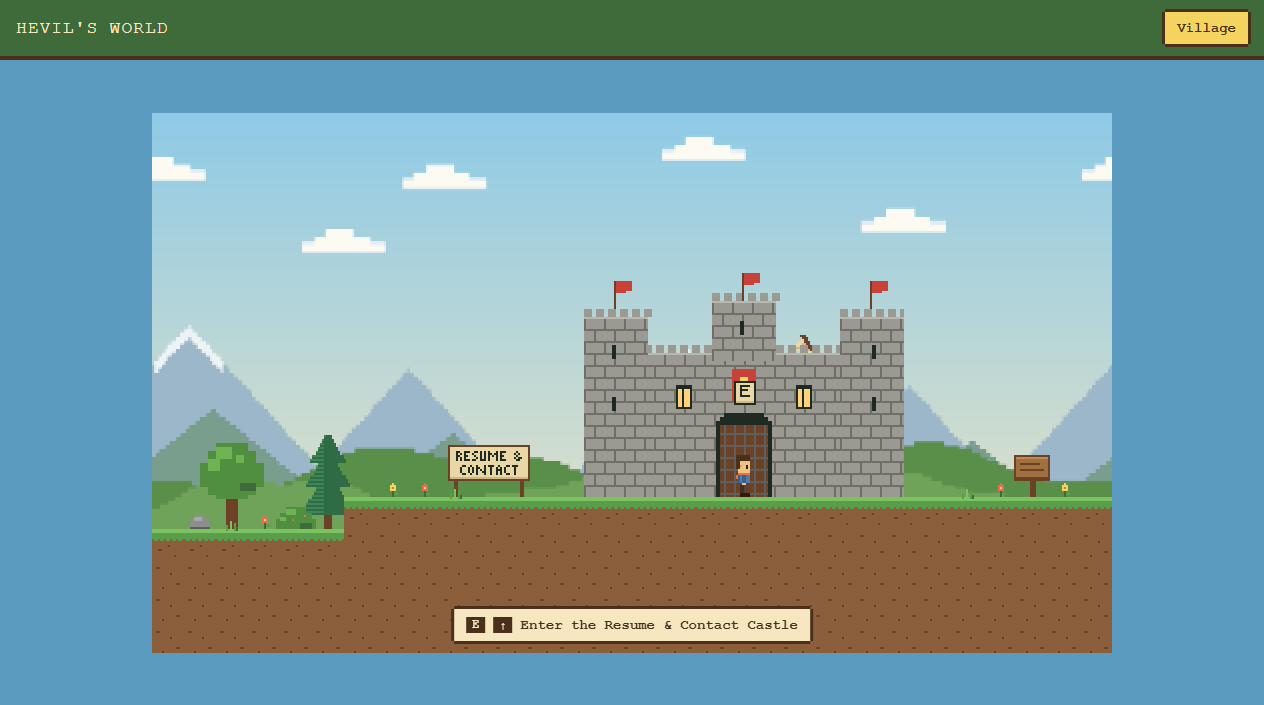 HEVIL'S WORLD
Village
E
RESUME &
CONTACT
E ↑ Enter the Resume & Contact Castle